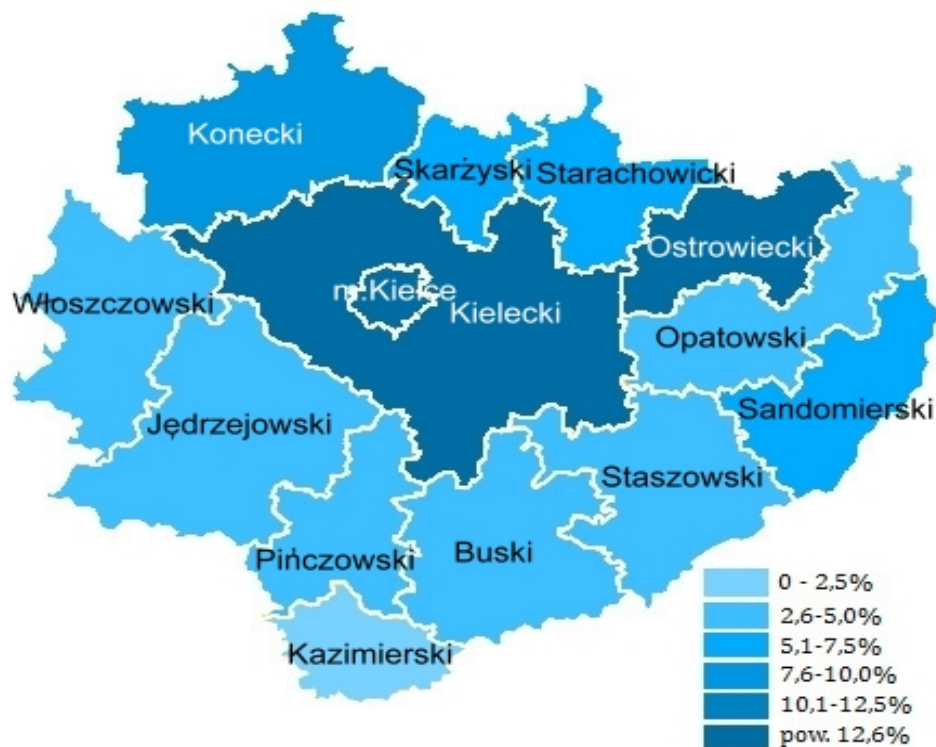 Konecki
Skarżyski
Starachowicki
Ostrowiecki
Włoszczowski
m.Kielce
Kielecki
Opatowski
Jędrzejowski
Sandomierski
Staszowski
Pińczowski
Buski
Kazimierski
0 - 2,5%
2,6-5,0%
5,1-7,5%
7,6-10,0%
10,1-12,5%
pow. 12,6%